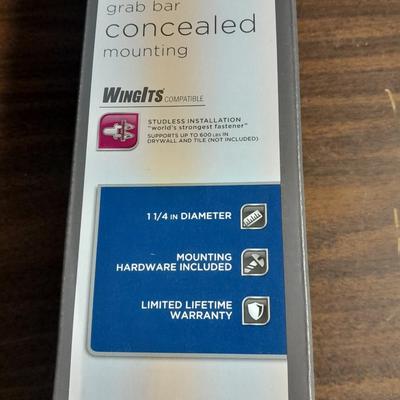 grab bar
concealed
mounting
WINGITS COMPATIBLE
STUDLESS INSTALLATION
"world's strongest fastener"
SUPPORTS UP TO 600 LBS IN
DRYWALL AND TILE (NOT INCLUDED)
1 1/4 IN DIAMETER
MOUNTING
HARDWARE INCLUDED
LIMITED LIFETIME
WARRANTY